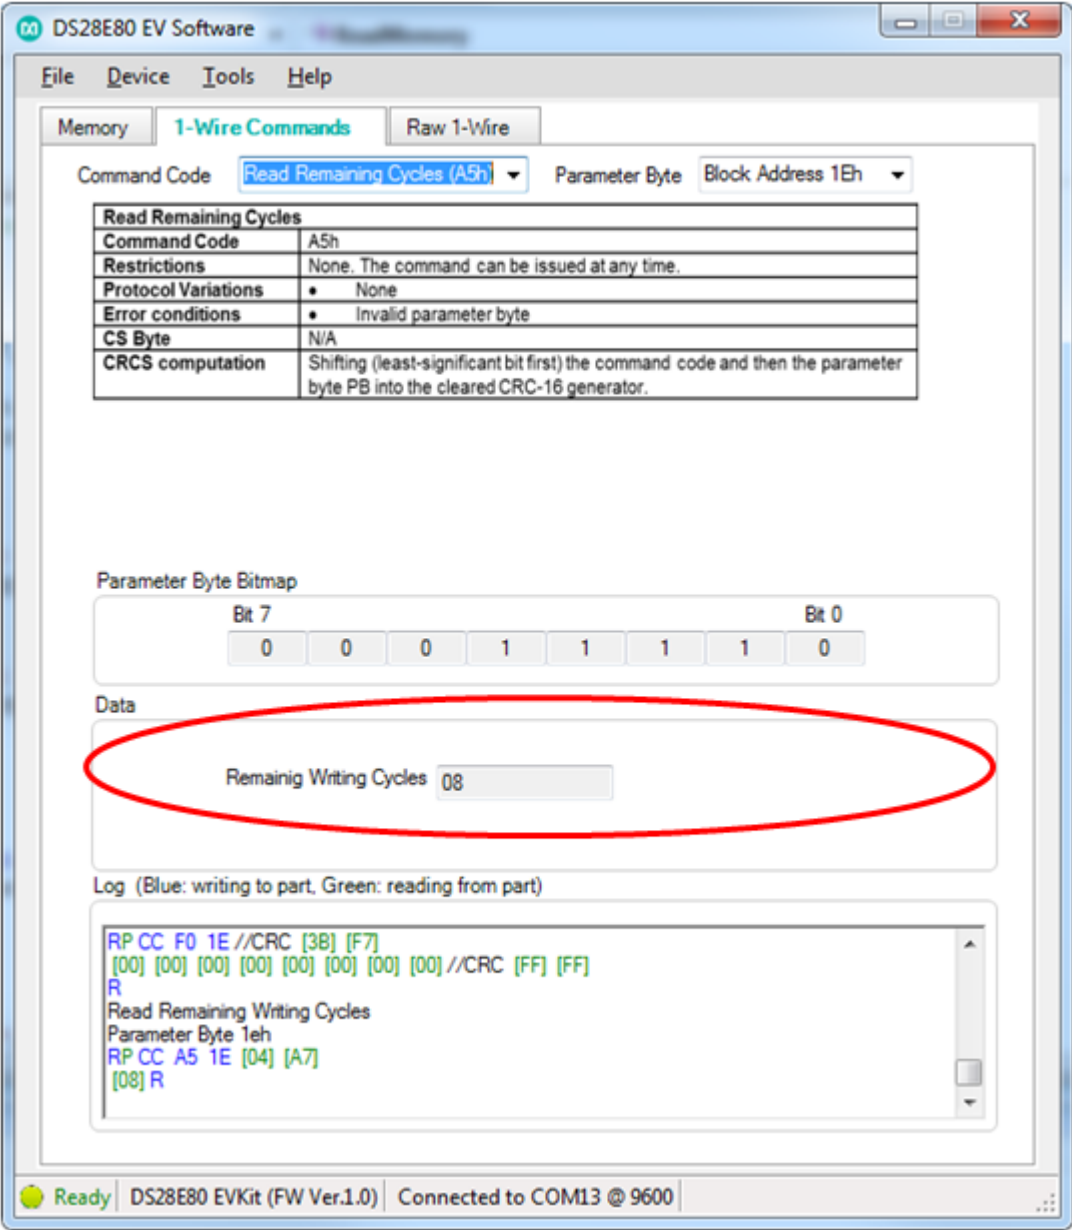 DS28E80 EV Software
File Device Tools Help
Memory 1-Wire Commands Raw 1-Wire
Command Code Read Remaining Cycles (A5h) Parameter Byte Block Address 1Eh
Read Remaining Cycles
Command Code A5h
Restrictions None. The command can be issued at any time.
Protocol Variations • None
Error conditions • Invalid parameter byte
CS Byte N/A
CRCS computation Shifting (least-significant bit first) the command code and then the parameter
byte PB into the cleared CRC-16 generator.
Parameter Byte Bitmap
Bit 7 Bit 0
0 0 0 1 1 1 1 0
Data
Remainig Writing Cycles 08
Log (Blue: writing to part, Green: reading from part)
RP CC F0 1E //CRC [3B] [F7]
[00] [00] [00] [00] [00] [00] [00] [00] //CRC [FF] [FF]
R
Read Remaining Writing Cycles
Parameter Byte 1eh
RP CC A5 1E [04] [A7]
[08] R
Ready DS28E80 EVKit (FW Ver.1.0) Connected to COM13 @ 9600